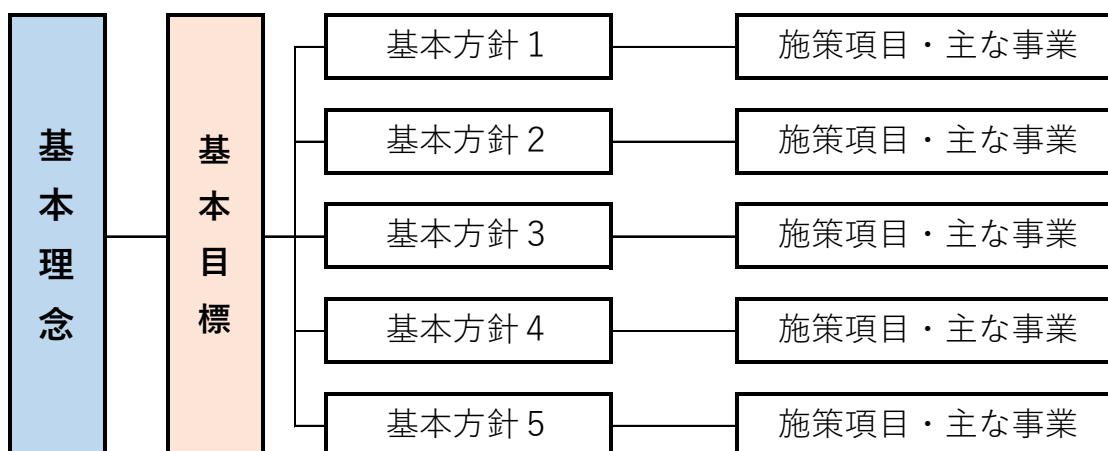 基本理念
基本目標
基本方針1
施策項目・主な事業
基本方針2
施策項目・主な事業
基本方針3
施策項目・主な事業
基本方針4
施策項目・主な事業
基本方針5
施策項目・主な事業